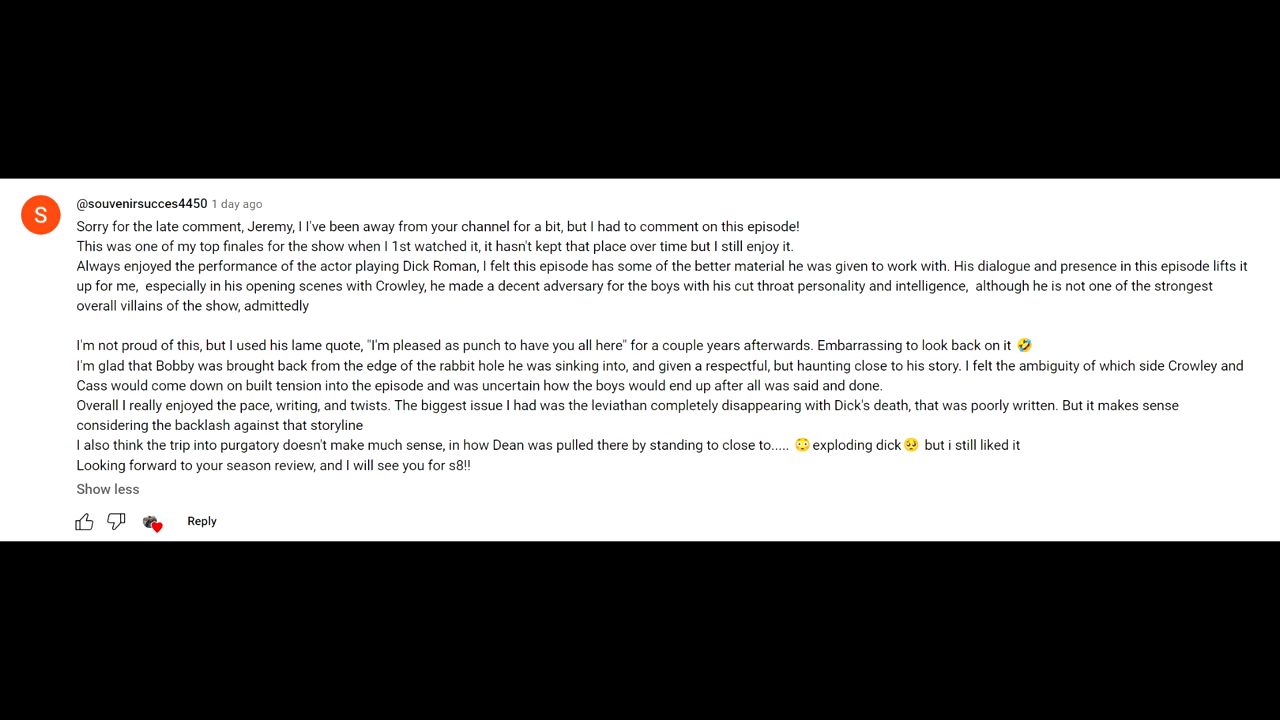 S
@souvenirsucces4450 1 day ago
Sorry for the late comment, Jeremy, I I've been away from your channel for a bit, but I had to comment on this episode!
This was one of my top finales for the show when I 1st watched it, it hasn't kept that place over time but I still enjoy it.
Always enjoyed the performance of the actor playing Dick Roman, I felt this episode has some of the better material he was given to work with. His dialogue and presence in this episode lifts it
up for me,  especially in his opening scenes with Crowley, he made a decent adversary for the boys with his cut throat personality and intelligence,  although he is not one of the strongest
overall villains of the show, admittedly
I'm not proud of this, but I used his lame quote, "I'm pleased as punch to have you all here" for a couple years afterwards. Embarrassing to look back on it 🤣
I'm glad that Bobby was brought back from the edge of the rabbit hole he was sinking into, and given a respectful, but haunting close to his story. I felt the ambiguity of which side Crowley and
Cass would come down on built tension into the episode and was uncertain how the boys would end up after all was said and done.
Overall I really enjoyed the pace, writing, and twists. The biggest issue I had was the leviathan completely disappearing with Dick's death, that was poorly written. But it makes sense
considering the backlash against that storyline
I also think the trip into purgatory doesn't make much sense, in how Dean was pulled there by standing to close to..... 😳exploding dick🥺 but i still liked it
Looking forward to your season review, and I will see you for s8!!
Show less
Reply